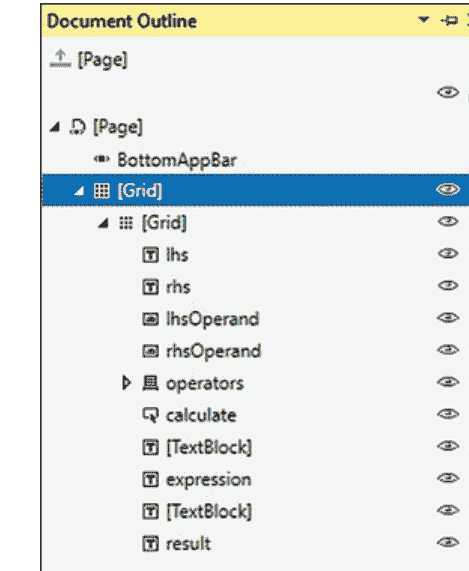 Document Outline
[Page]
[Page]
BottomAppBar
[Grid]
[Grid]
lhs
rhs
lhsOperand
rhsOperand
operators
calculate
[TextBlock]
expression
[TextBlock]
result